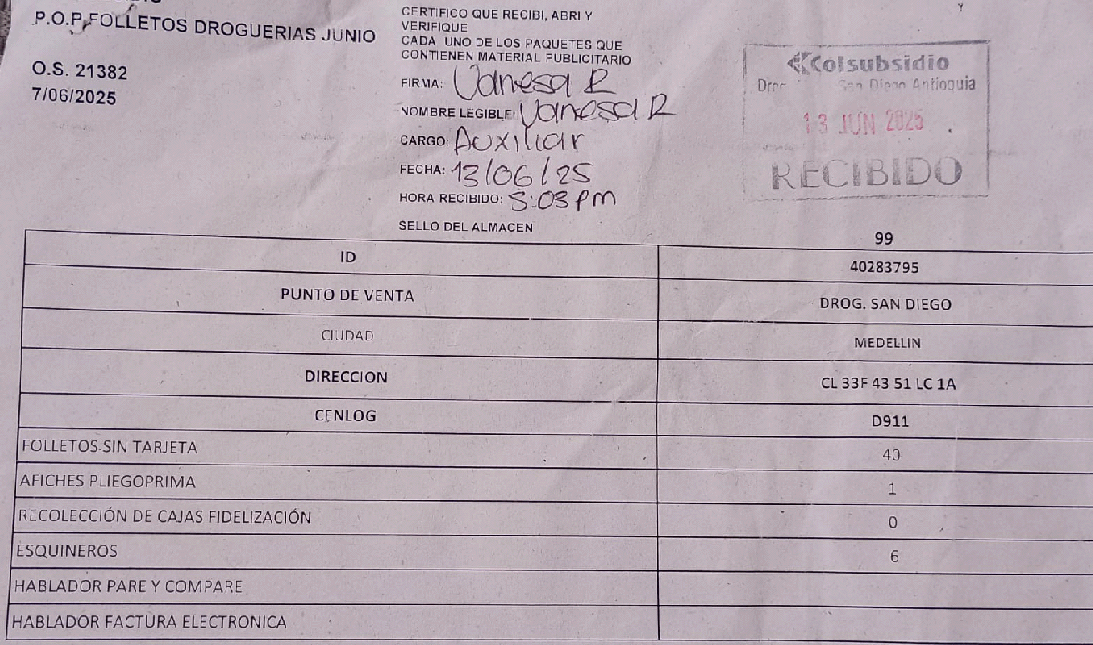 P.O.P FOLLETOS DROGUERIAS JUNIO
O.S. 21382
7/06/2025
CERTIFICO QUE RECIBI, ABRI Y
VERIFIQUE
CADA UNO DE LOS PAQUETES QUE
CONTIENEN MATERIAL PUBLICITARIO
FIRMA: Vanesa R
NOMBRE LEGIBLE: Vanesa R
CARGO: Auxiliar
FECHA: 13/06/25
HORA RECIBIDO: 5:03 pm
SELLO DEL ALMACEN
Colsubsidio
San Diego Antioquia
13 JUN 2025
RECIBIDO
99
ID 40283795
PUNTO DE VENTA DROG. SAN DIEGO
CIUDAD MEDELLIN
DIRECCION CL 33F 43 51 LC 1A
CENLOG D911
FOLLETOS SIN TARJETA 40
AFICHES PLIEGOPRIMA 1
RECOLECCIÓN DE CAJAS FIDELIZACIÓN 0
ESQUINEROS 6
HABLADOR PARE Y COMPARE
HABLADOR FACTURA ELECTRONICA